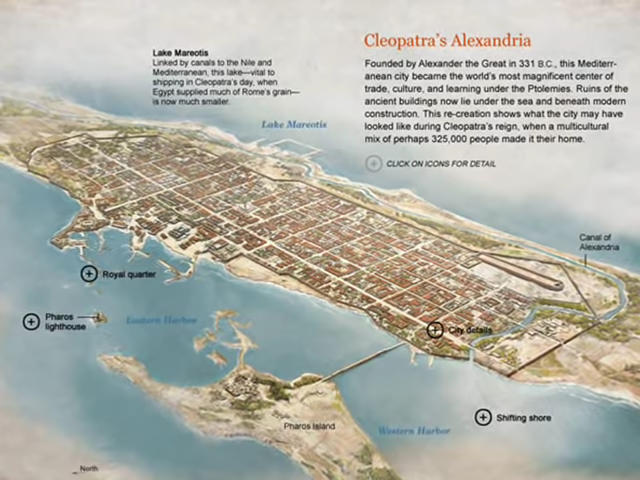 Cleopatra's Alexandria
Lake Mareotis
Linked by canals to the Nile and
Mediterranean, this lake—vital to
shipping in Cleopatra's day, when
Egypt supplied much of Rome's grain—
is now much smaller.
Founded by Alexander the Great in 331 B.C., this Mediterr-
anean city became the world's most magnificent center of
trade, culture, and learning under the Ptolemies. Ruins of the
ancient buildings now lie under the sea and beneath modern
construction. This re-creation shows what the city may have
looked like during Cleopatra's reign, when a multicultural
mix of perhaps 325,000 people made it their home.
CLICK ON ICONS FOR DETAIL
Lake Mareotis
Canal of
Alexandria
Royal quarter
Pharos
lighthouse
Eastern Harbor
City details
Shifting shore
Pharos Island
Western Harbor
North